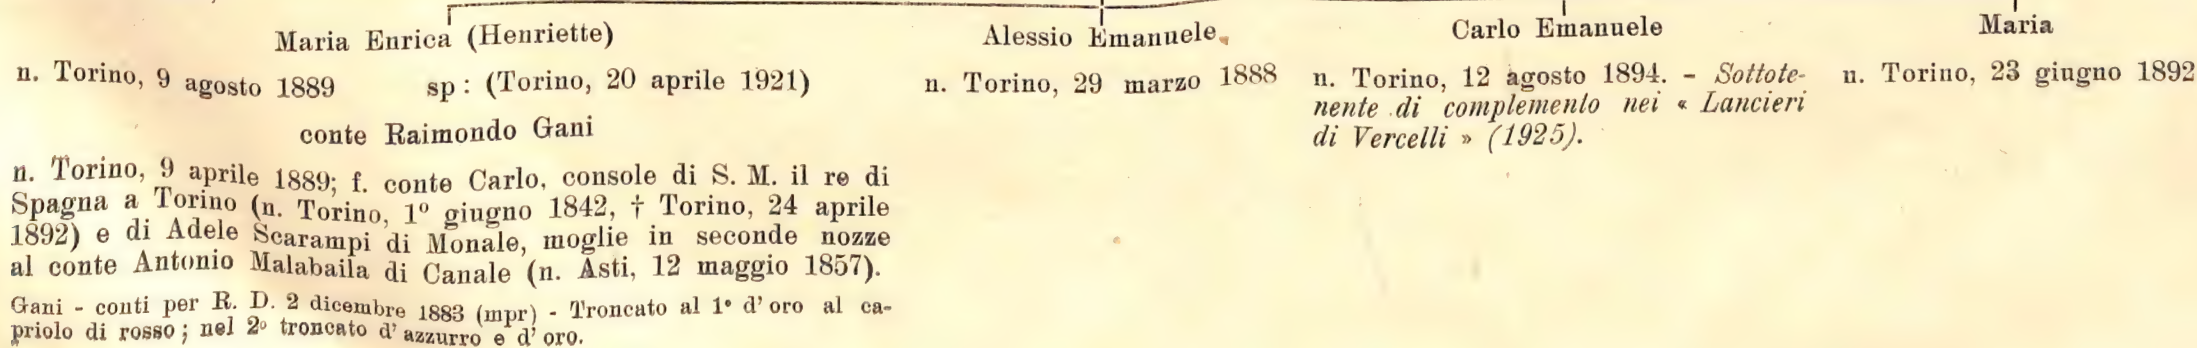 Maria Enrica (Henriette)
n. Torino, 9 agosto 1889 sp: (Torino, 20 aprile 1921)
conte Raimondo Gani
n. Torino, 9 aprile 1889; f. conte Carlo, console di S. M. il re di
Spagna a Torino (n. Torino, 1º giugno 1842, † Torino, 24 aprile
1892) e di Adele Scarampi di Monale, moglie in seconde nozze
al conte Antonio Malabaila di Canale (n. Asti, 12 maggio 1857).
Gani - conti per R. D. 2 dicembre 1883 (mpr) - Troncato al 1º d'oro al ca-
priolo di rosso; nel 2º troncato d'azzurro e d'oro.
Alessio Emanuele
n. Torino, 29 marzo 1888
Carlo Emanuele
n. Torino, 12 agosto 1894. - Sottote-
nente di complemento nei « Lancieri
di Vercelli » (1925).
Maria
n. Torino, 23 giugno 1892